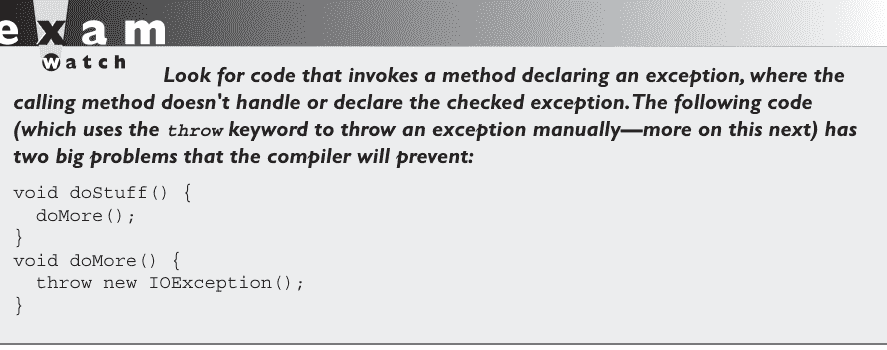 exam
watch
Look for code that invokes a method declaring an exception, where the
calling method doesn't handle or declare the checked exception. The following code
(which uses the throw keyword to throw an exception manually—more on this next) has
two big problems that the compiler will prevent:
void doStuff() {
  doMore();
}
void doMore() {
  throw new IOException();
}